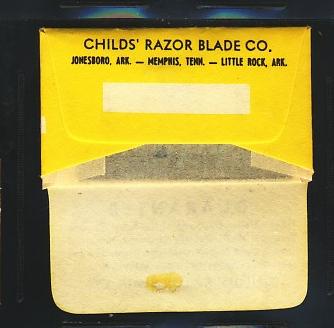 CHILDS' RAZOR BLADE CO.
JONESBORO, ARK. — MEMPHIS, TENN. — LITTLE ROCK, ARK.